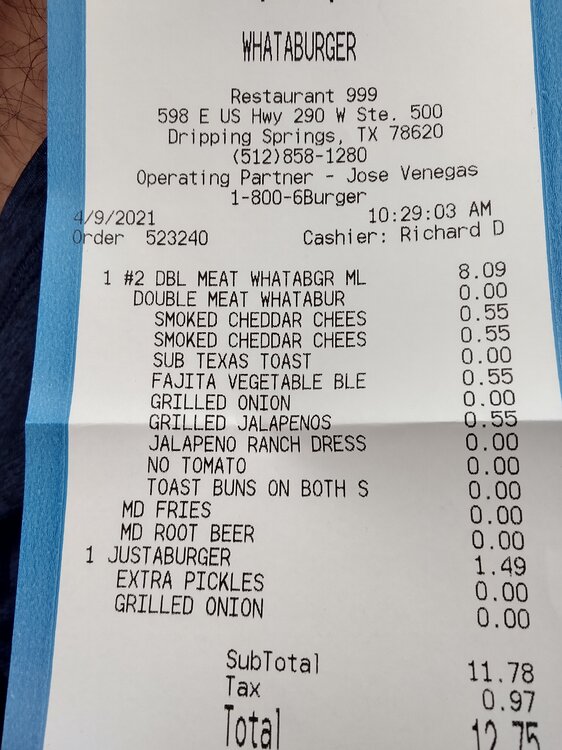 WHATABURGER
Restaurant 999
598 E US Hwy 290 W Ste. 500
Dripping Springs, TX 78620
(512)858-1280
Operating Partner - Jose Venegas
1-800-6Burger
4/9/2021 10:29:03 AM
Order 523240 Cashier: Richard D
1 #2 DBL MEAT WHATABGR ML 8.09
DOUBLE MEAT WHATABUR 0.00
SMOKED CHEDDAR CHEES 0.55
SMOKED CHEDDAR CHEES 0.55
SUB TEXAS TOAST 0.00
FAJITA VEGETABLE BLE 0.55
GRILLED ONION 0.00
GRILLED JALAPENOS 0.55
JALAPENO RANCH DRESS 0.00
NO TOMATO 0.00
TOAST BUNS ON BOTH S 0.00
MD FRIES 0.00
MD ROOT BEER 0.00
1 JUSTABURGER 1.49
EXTRA PICKLES 0.00
GRILLED ONION 0.00
SubTotal 11.78
Tax 0.97
Total 12.75